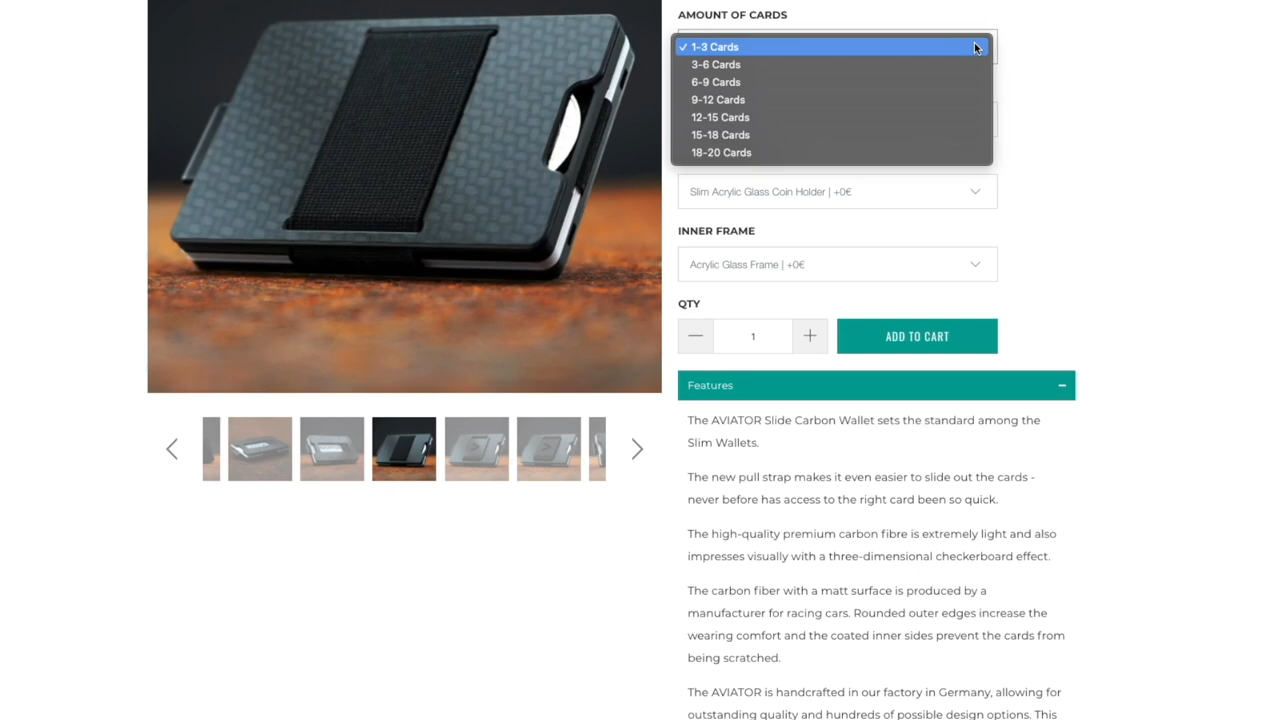 AMOUNT OF CARDS
✓ 1-3 Cards
3-6 Cards
6-9 Cards
9-12 Cards
12-15 Cards
15-18 Cards
18-20 Cards
Slim Acrylic Glass Coin Holder | +0€
INNER FRAME
Acrylic Glass Frame | +0€
QTY
1
ADD TO CART
Features
The AVIATOR Slide Carbon Wallet sets the standard among the
Slim Wallets.
The new pull strap makes it even easier to slide out the cards -
never before has access to the right card been so quick.
The high-quality premium carbon fibre is extremely light and also
impresses visually with a three-dimensional checkerboard effect.
The carbon fiber with a matt surface is produced by a
manufacturer for racing cars. Rounded outer edges increase the
wearing comfort and the coated inner sides prevent the cards from
being scratched.
The AVIATOR is handcrafted in our factory in Germany, allowing for
outstanding quality and hundreds of possible design options. This